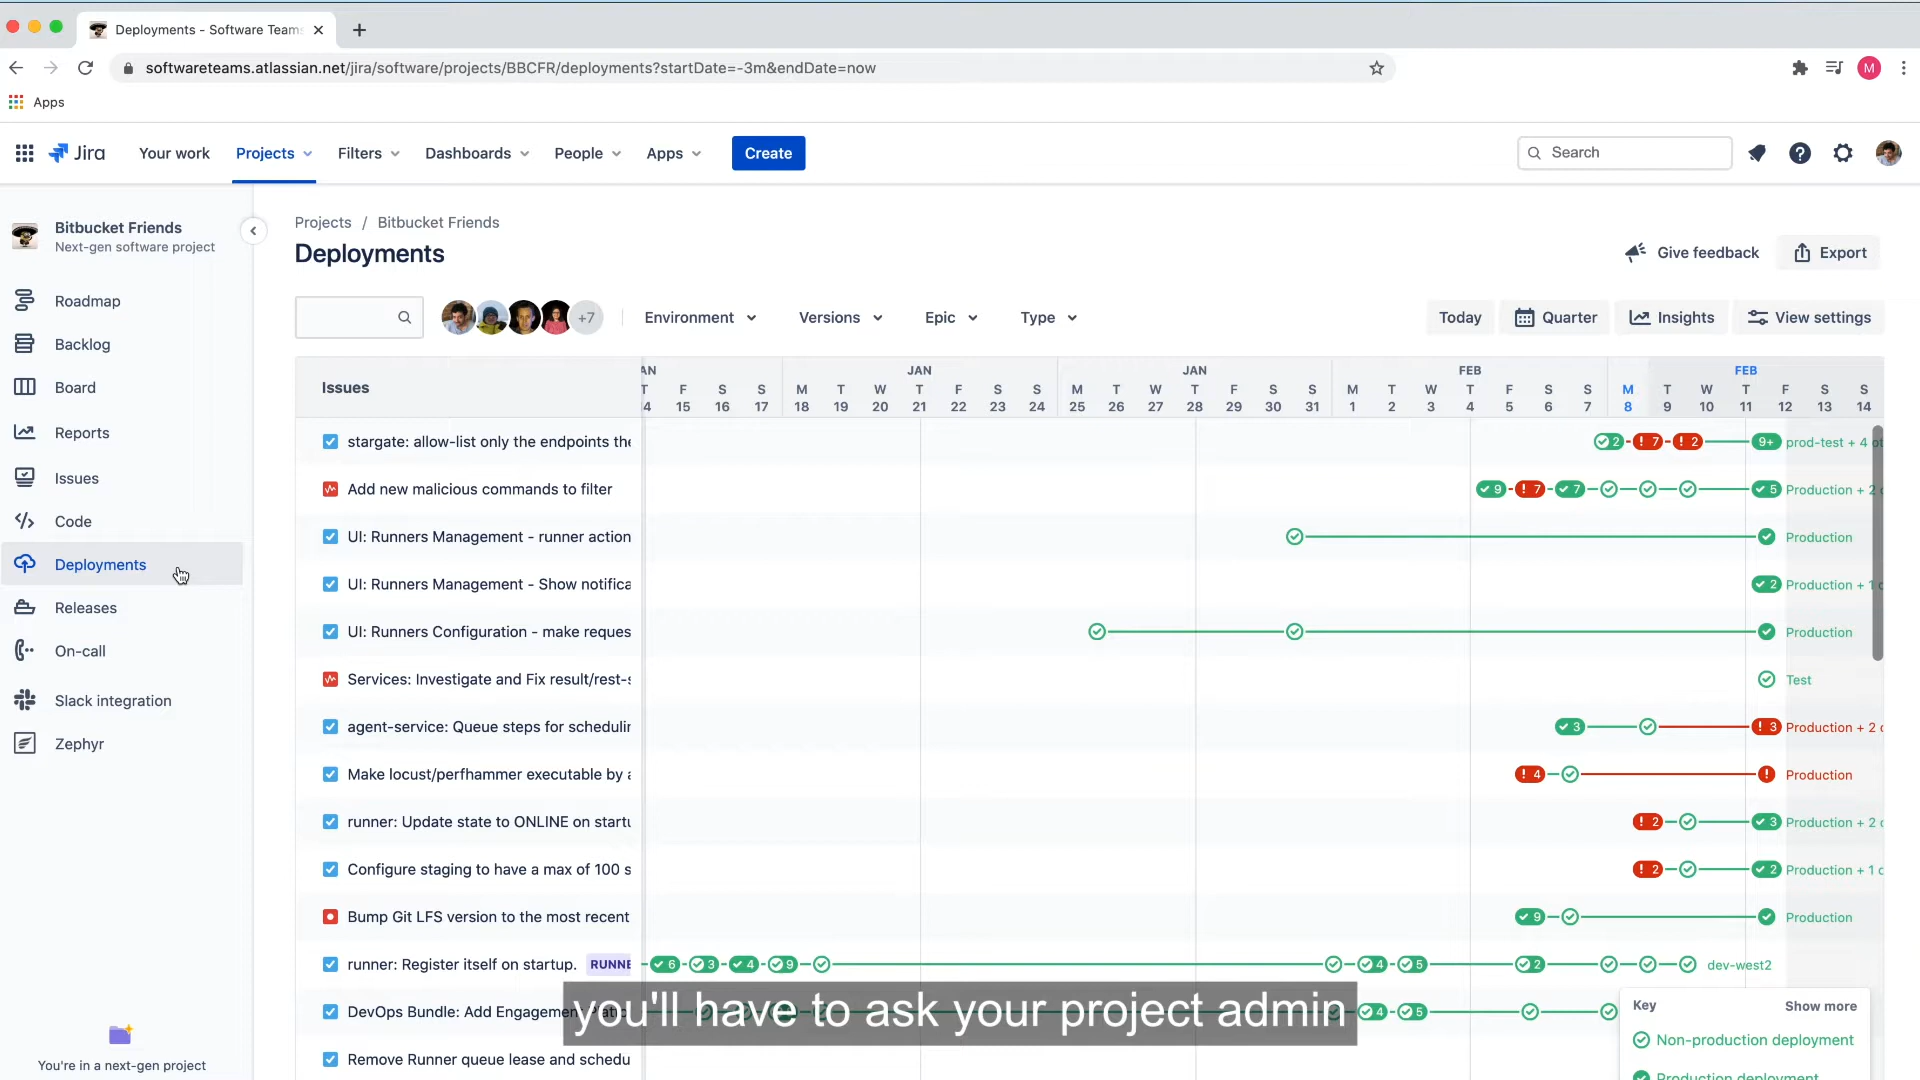 Deployments - Software Teams
softwareteams.atlassian.net/jira/software/projects/BBCFR/deployments?startDate=-3m&endDate=now
M
Apps
Jira
Your work
Projects
Filters
Dashboards
People
Apps
Create
Search
Bitbucket Friends
Next-gen software project
Roadmap
Backlog
Board
Reports
Issues
Code
Deployments
Releases
On-call
Slack integration
Zephyr
You're in a next-gen project
Projects / Bitbucket Friends
Deployments
Give feedback
Export
+7
Environment
Versions
Epic
Type
Today
Quarter
Insights
View settings
Issues
AN JAN JAN FEB FEB
T F S S M T W T F S S M T W T F S S M T W T F S S M T W T F S S
14 15 16 17 18 19 20 21 22 23 24 25 26 27 28 29 30 31 1 2 3 4 5 6 7 8 9 10 11 12 13 14
stargate: allow-list only the endpoints the 2 ! 7 ! 2 9+ prod-test + 4 ot
Add new malicious commands to filter 9 ! 7 7 5 Production + 2 o
UI: Runners Management - runner action Production
UI: Runners Management - Show notifica 2 Production + 1 o
UI: Runners Configuration - make reques Production
Services: Investigate and Fix result/rest-s Test
agent-service: Queue steps for schedulin 3 ! 3 Production + 2 o
Make locust/perfhammer executable by a ! 4 ! Production
runner: Update state to ONLINE on startu ! 2 3 Production + 2 o
Configure staging to have a max of 100 s ! 2 2 Production + 1 o
Bump Git LFS version to the most recent 9 Production
runner: Register itself on startup. RUNNE 6 3 4 9 4 5 2 dev-west2
DevOps Bundle: Add Engagement 4 5
Remove Runner queue lease and schedu
you'll have to ask your project admin
Key Show more
Non-production deployment
Production deployment